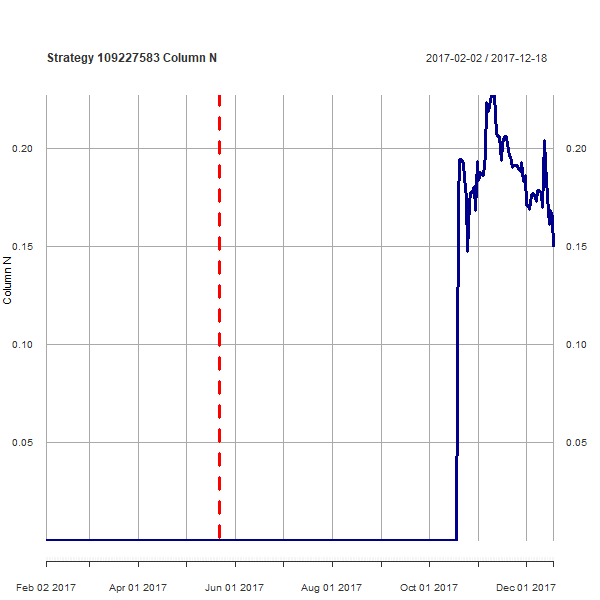 Strategy 109227583 Column N
2017-02-02 / 2017-12-18
0.20 0.20
0.15 0.15
Column N
0.10 0.10
0.05 0.05
Feb 02 2017 Apr 01 2017 Jun 01 2017 Aug 01 2017 Oct 01 2017 Dec 01 2017